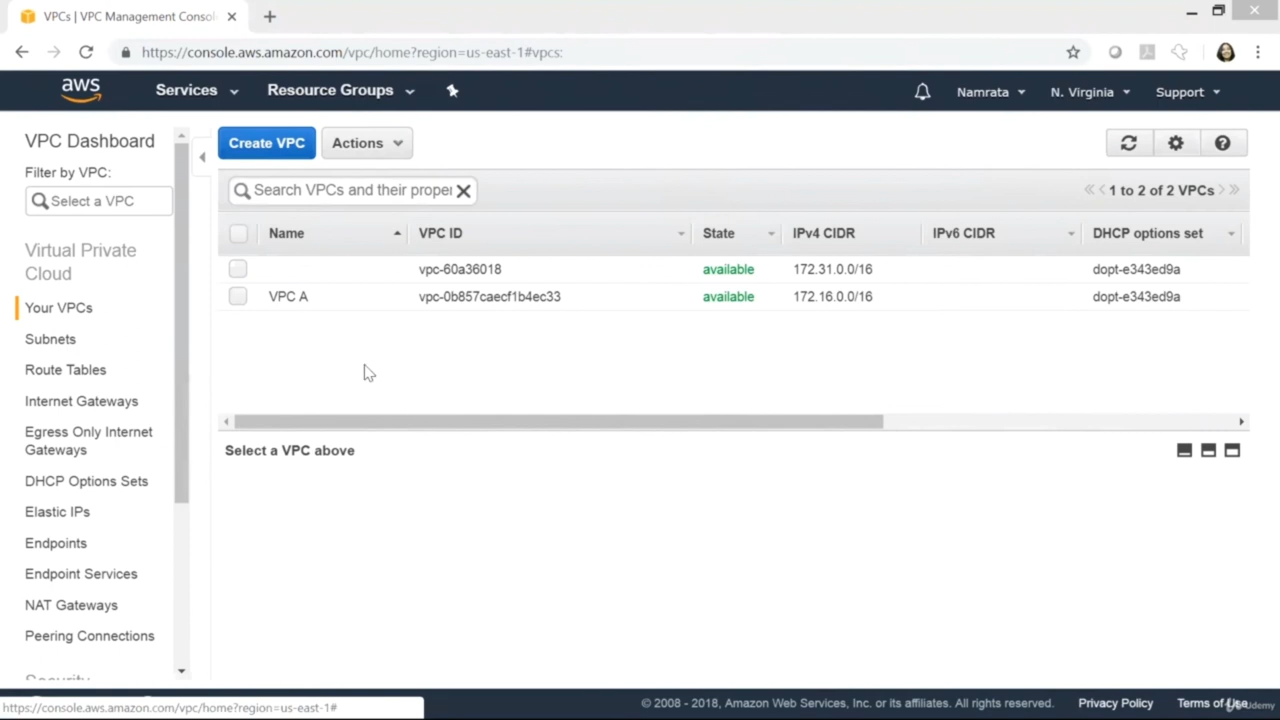 VPCs | VPC Management Consol
https://console.aws.amazon.com/vpc/home?region=us-east-1#vpcs:
aws
Services
Resource Groups
Namrata
N. Virginia
Support
VPC Dashboard
Filter by VPC:
Select a VPC
Virtual Private
Cloud
Your VPCs
Subnets
Route Tables
Internet Gateways
Egress Only Internet
Gateways
DHCP Options Sets
Elastic IPs
Endpoints
Endpoint Services
NAT Gateways
Peering Connections
Security
Create VPC
Actions
Search VPCs and their proper
1 to 2 of 2 VPCs
Name VPC ID State IPv4 CIDR IPv6 CIDR DHCP options set
vpc-60a36018 available 172.31.0.0/16 dopt-e343ed9a
VPC A vpc-0b857caecf1b4ec33 available 172.16.0.0/16 dopt-e343ed9a
Select a VPC above
https://console.aws.amazon.com/vpc/home?region=us-east-1#
© 2008 - 2018, Amazon Web Services, Inc. or its affiliates. All rights reserved.
Privacy Policy
Terms of Use
Udemy